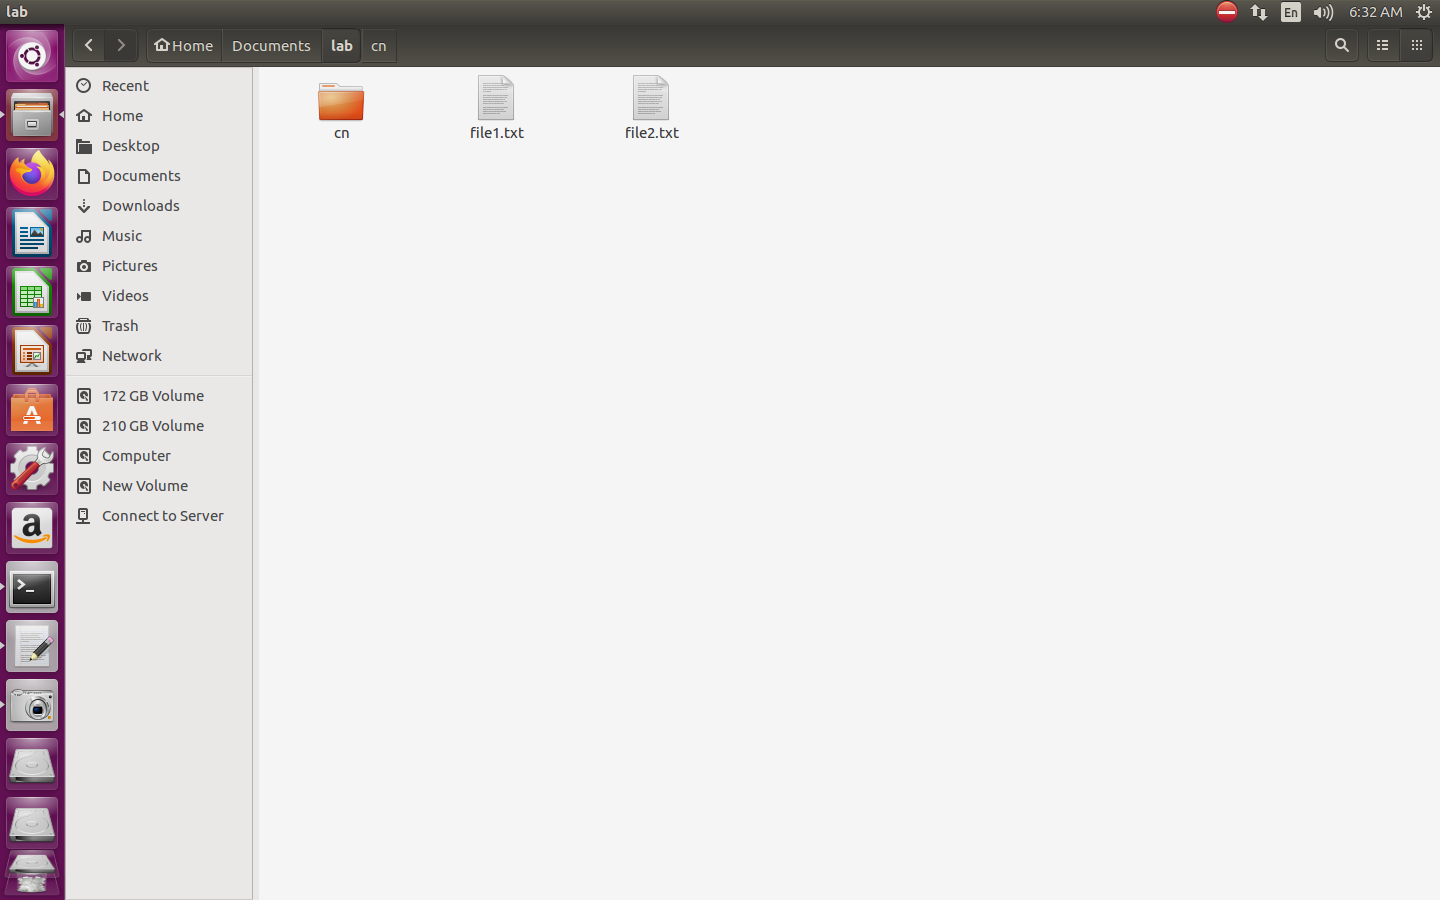 lab
En
6:32 AM
Home
Documents
lab
cn
Recent
Home
Desktop
Documents
Downloads
Music
Pictures
Videos
Trash
Network
172 GB Volume
210 GB Volume
Computer
New Volume
Connect to Server
cn
file1.txt
file2.txt